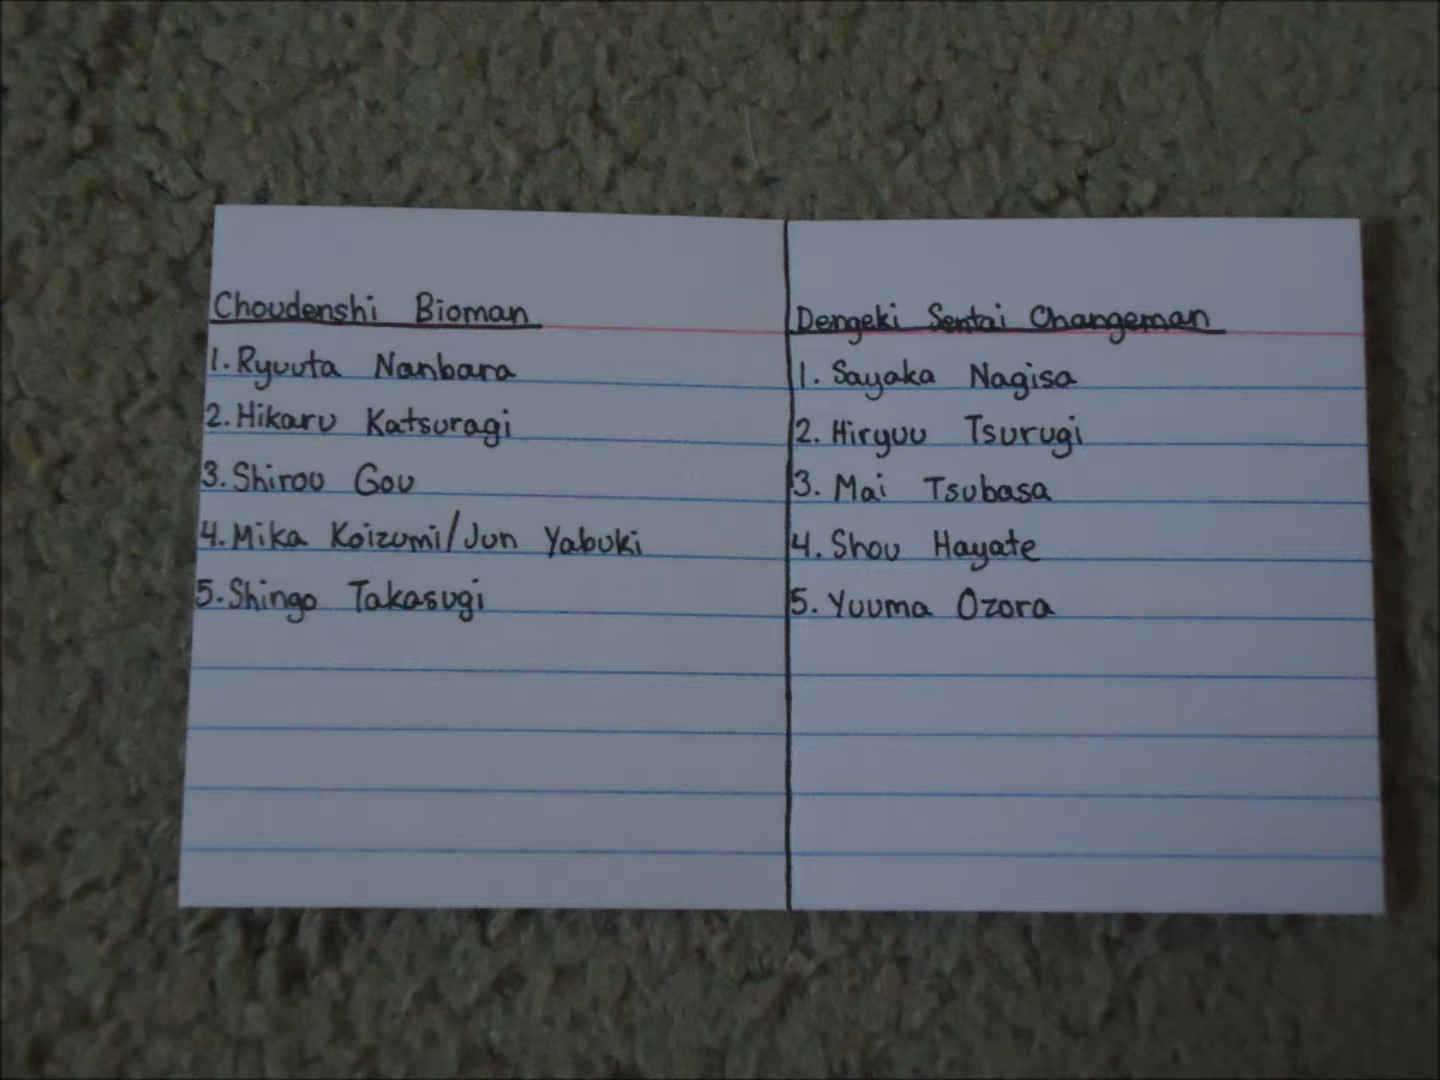 Choudenshi Bioman
1. Ryuuta Nanbara
2. Hikaru Katsuragi
3. Shirou Gou
4. Mika Koizumi/Jun Yabuki
5. Shingo Takasugi
Dengeki Sentai Changeman
1. Sayaka Nagisa
2. Hiryuu Tsurugi
3. Mai Tsubasa
4. Shou Hayate
5. Yuuma Ozora